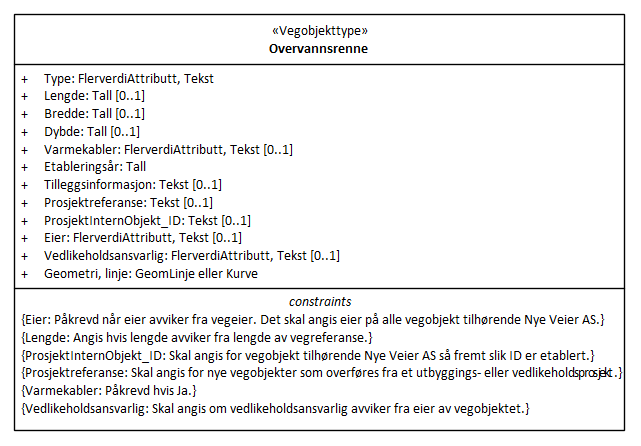 «Vegobjekttype»
Overvannsrenne
+ Type: FlerverdiAttributt, Tekst
+ Lengde: Tall [0..1]
+ Bredde: Tall [0..1]
+ Dybde: Tall [0..1]
+ Varmekabler: FlerverdiAttributt, Tekst [0..1]
+ Etableringsår: Tall
+ Tilleggsinformasjon: Tekst [0..1]
+ Prosjektreferanse: Tekst [0..1]
+ ProsjektInternObjekt_ID: Tekst [0..1]
+ Eier: FlerverdiAttributt, Tekst [0..1]
+ Vedlikeholdsansvarlig: FlerverdiAttributt, Tekst [0..1]
+ Geometri, linje: GeomLinje eller Kurve
constraints
{Eier: Påkrevd når eier avviker fra vegeier. Det skal angis eier på alle vegobjekt tilhørende Nye Veier AS.}
{Lengde: Angis hvis lengde avviker fra lengde av vegreferanse.}
{ProsjektInternObjekt_ID: Skal angis for vegobjekt tilhørende Nye Veier AS så fremt slik ID er etablert.}
{Prosjektreferanse: Skal angis for nye vegobjekter som overføres fra et utbyggings- eller vedlikeholdsprosjekt.}
{Varmekabler: Påkrevd hvis Ja.}
{Vedlikeholdsansvarlig: Skal angis om vedlikeholdsansvarlig avviker fra eier av vegobjektet.}